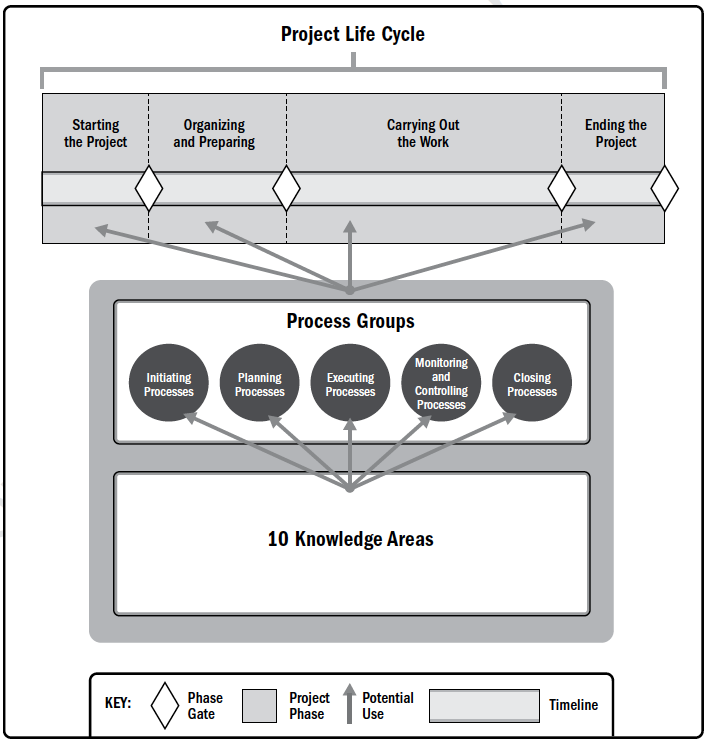 Project Life Cycle
Starting
the Project
Organizing
and Preparing
Carrying Out
the Work
Ending the
Project
Process Groups
Initiating
Processes
Planning
Processes
Executing
Processes
Monitoring
and
Controlling
Processes
Closing
Processes
10 Knowledge Areas
KEY:
Phase
Gate
Project
Phase
Potential
Use
Timeline